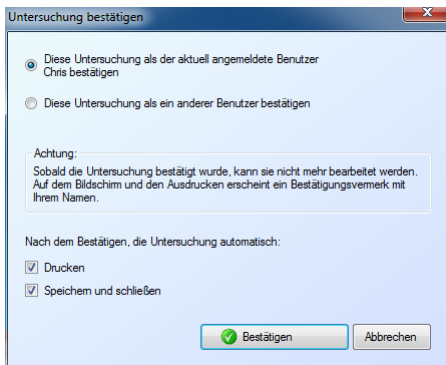 Untersuchung bestätigen
Diese Untersuchung als der aktuell angemeldete Benutzer
Chris bestätigen
Diese Untersuchung als ein anderer Benutzer bestätigen
Achtung:
Sobald die Untersuchung bestätigt wurde, kann sie nicht mehr bearbeitet werden.
Auf dem Bildschirm und den Ausdrucken erscheint ein Bestätigungsvermerk mit
Ihrem Namen.
Nach dem Bestätigen, die Untersuchung automatisch:
Drucken
Speichern und schließen
Bestätigen
Abbrechen